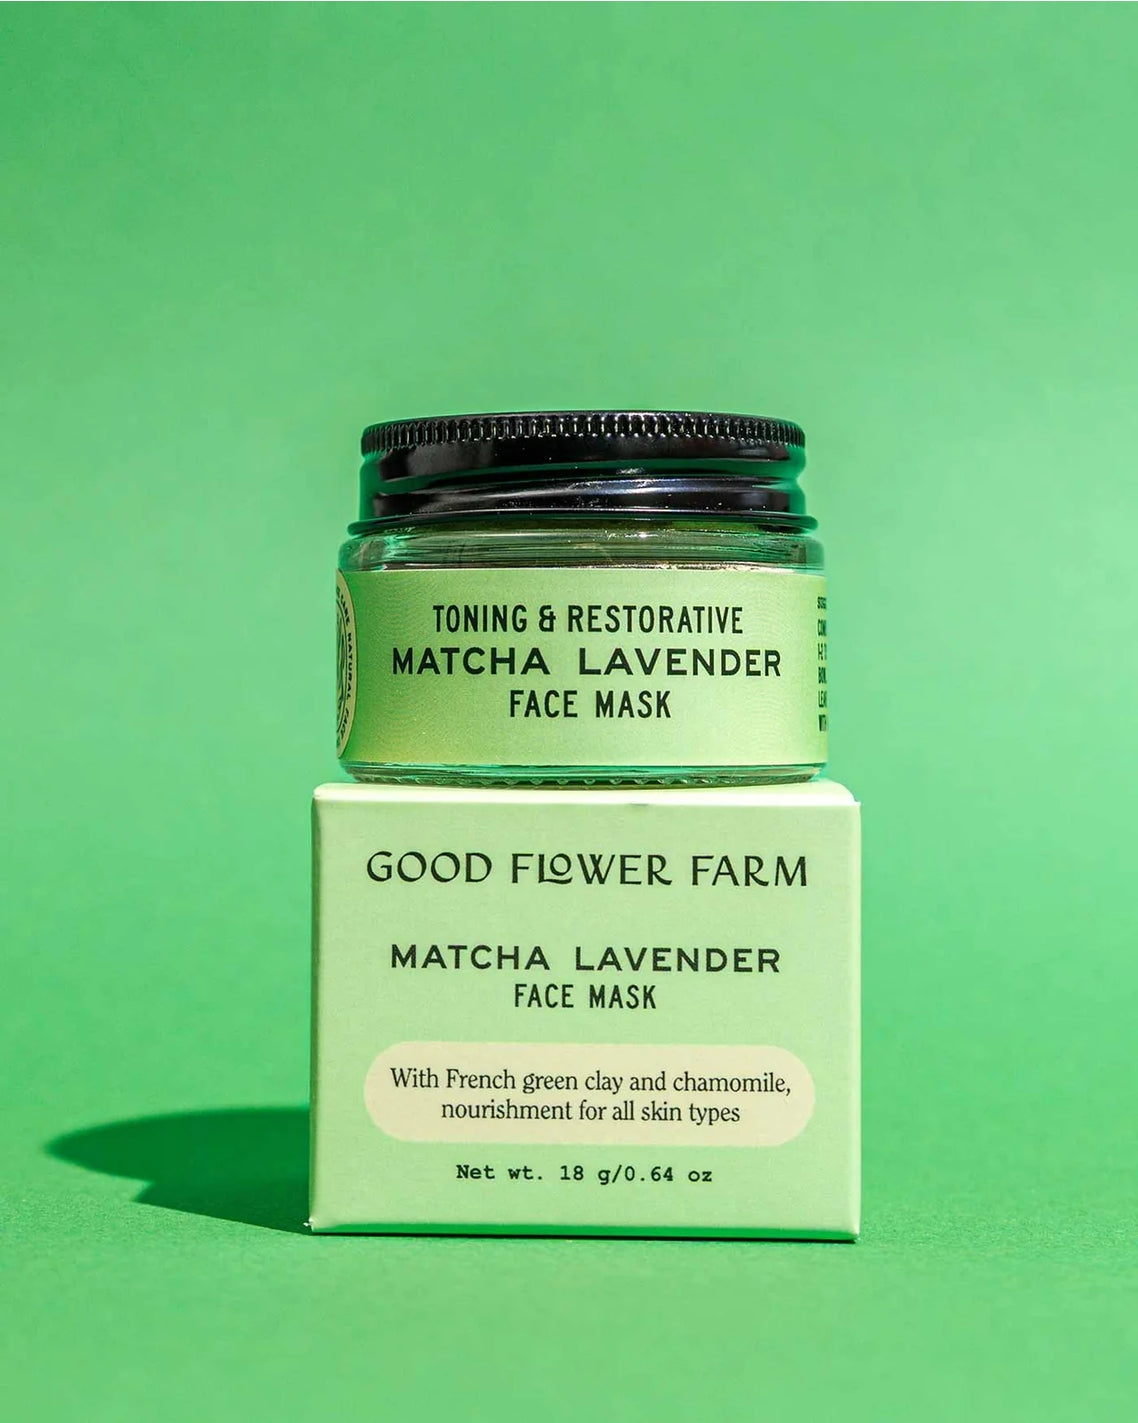 TONING & RESTORATIVE
MATCHA LAVENDER
FACE MASK
NATURAL
GOOD FLOWER FARM
MATCHA LAVENDER
FACE MASK
With French green clay and chamomile,
nourishment for all skin types
Net wt. 18 g/0.64 oz